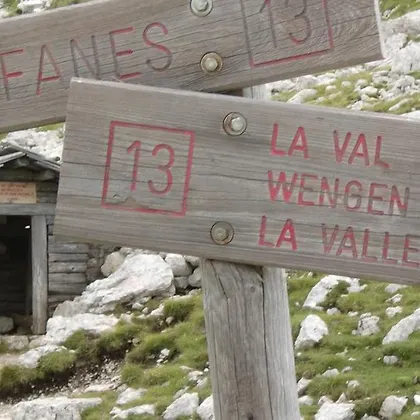 FANES 13
13
LA VAL
WENGEN
LA VALLE